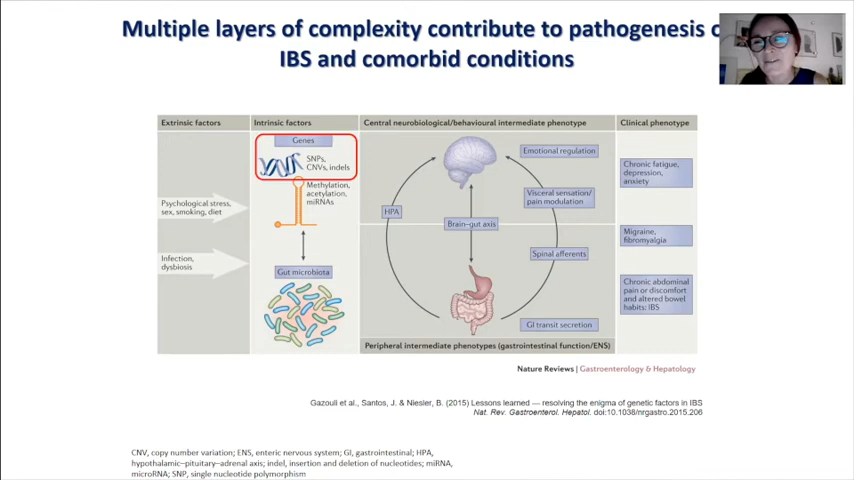 Multiple layers of complexity contribute to pathogenesis
IBS and comorbid conditions
Extrinsic factors
Intrinsic factors
Central neurobiological/behavioural intermediate phenotype
Clinical phenotype
Genes
SNPs,
CNVs, indels
Methylation,
acetylation,
miRNAs
Psychological stress,
sex, smoking, diet
Infection,
dysbiosis
Gut microbiota
Emotional regulation
Visceral sensation/
pain modulation
HPA
Brain–gut axis
Spinal afferents
GI transit secretion
Peripheral intermediate phenotypes (gastrointestinal function/ENS)
Chronic fatigue,
depression,
anxiety
Migraine,
fibromyalgia
Chronic abdominal
pain or discomfort
and altered bowel
habits: IBS
Nature Reviews | Gastroenterology & Hepatology
Gazouli et al., Santos, J. & Niesler, B. (2015) Lessons learned — resolving the enigma of genetic factors in IBS
Nat. Rev. Gastroenterol. Hepatol. doi:10.1038/nrgastro.2015.206
CNV, copy number variation; ENS, enteric nervous system; GI, gastrointestinal; HPA,
hypothalamic–pituitary-adrenal axis; indel, insertion and deletion of nucleotides; miRNA,
microRNA; SNP, single nucleotide polymorphism